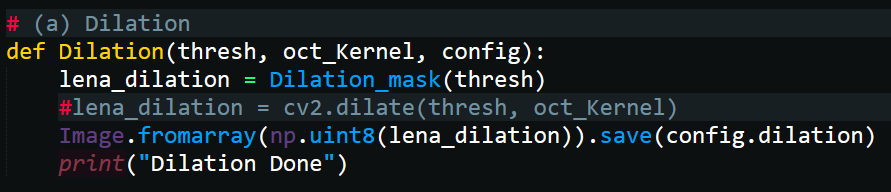 # (a) Dilation
def Dilation(thresh, oct_Kernel, config):
    lena_dilation = Dilation_mask(thresh)
    #lena_dilation = cv2.dilate(thresh, oct_Kernel)
    Image.fromarray(np.uint8(lena_dilation)).save(config.dilation)
    print("Dilation Done")